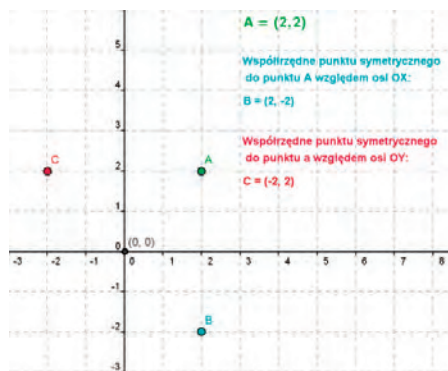 A = (2, 2)
Współrzędne punktu symetrycznego
do punktu A względem osi OX:
B = (2, -2)
Współrzędne punktu symetrycznego
do punktu a względem osi OY:
C = (-2, 2)
5
4
3
C
2
A
1
0
(0, 0)
-3 -2 -1 0 1 2 3 4 5 6 7 8
-1
B
-2
-3